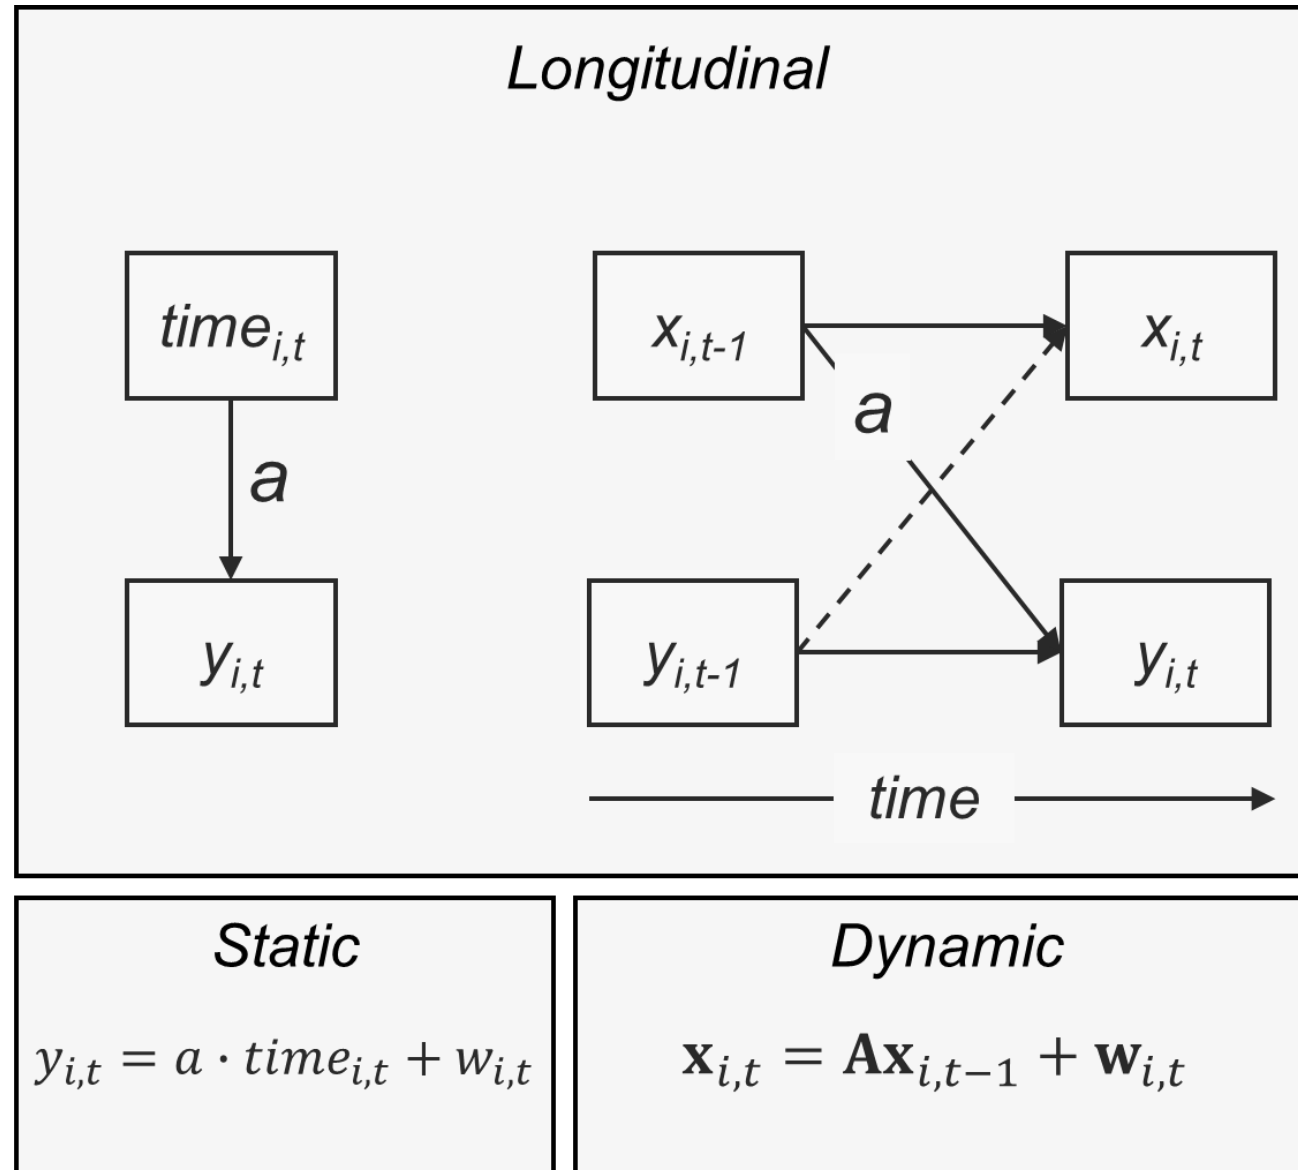 Longitudinal
time_{i,t}
a
y_{i,t}
x_{i,t-1}
x_{i,t}
a
y_{i,t-1}
y_{i,t}
time
Static
y_{i,t} = a · time_{i,t} + w_{i,t}
Dynamic
𝐱_{i,t} = 𝐀𝐱_{i,t−1} + 𝐰_{i,t}